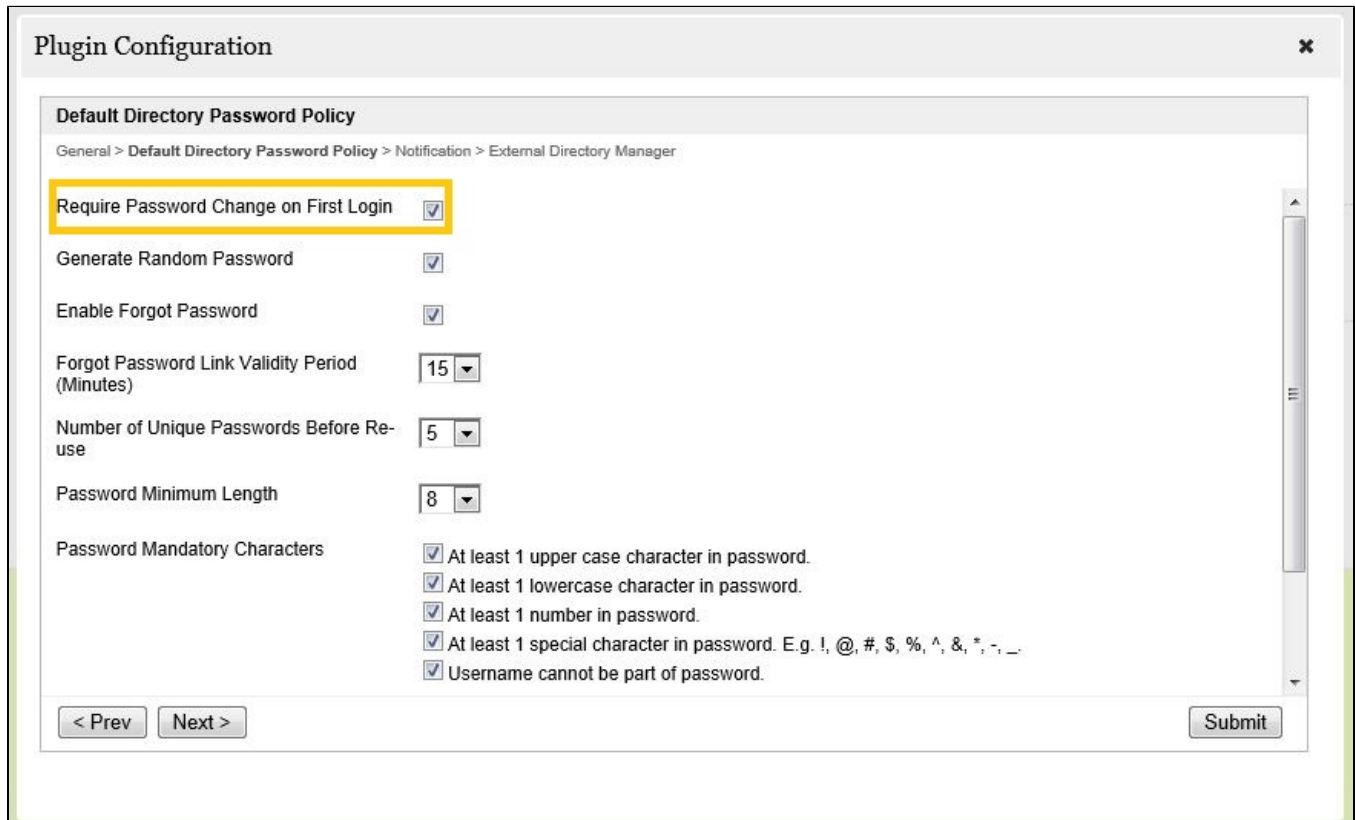 Plugin Configuration
Default Directory Password Policy
General > Default Directory Password Policy > Notification > External Directory Manager
Require Password Change on First Login
Generate Random Password
Enable Forgot Password
Forgot Password Link Validity Period
(Minutes)
15
Number of Unique Passwords Before Re-
use
5
Password Minimum Length
8
Password Mandatory Characters
At least 1 upper case character in password.
At least 1 lowercase character in password.
At least 1 number in password.
At least 1 special character in password. E.g. !, @, #, $, %, ^, &, *, -, _.
Username cannot be part of password.
< Prev
Next >
Submit